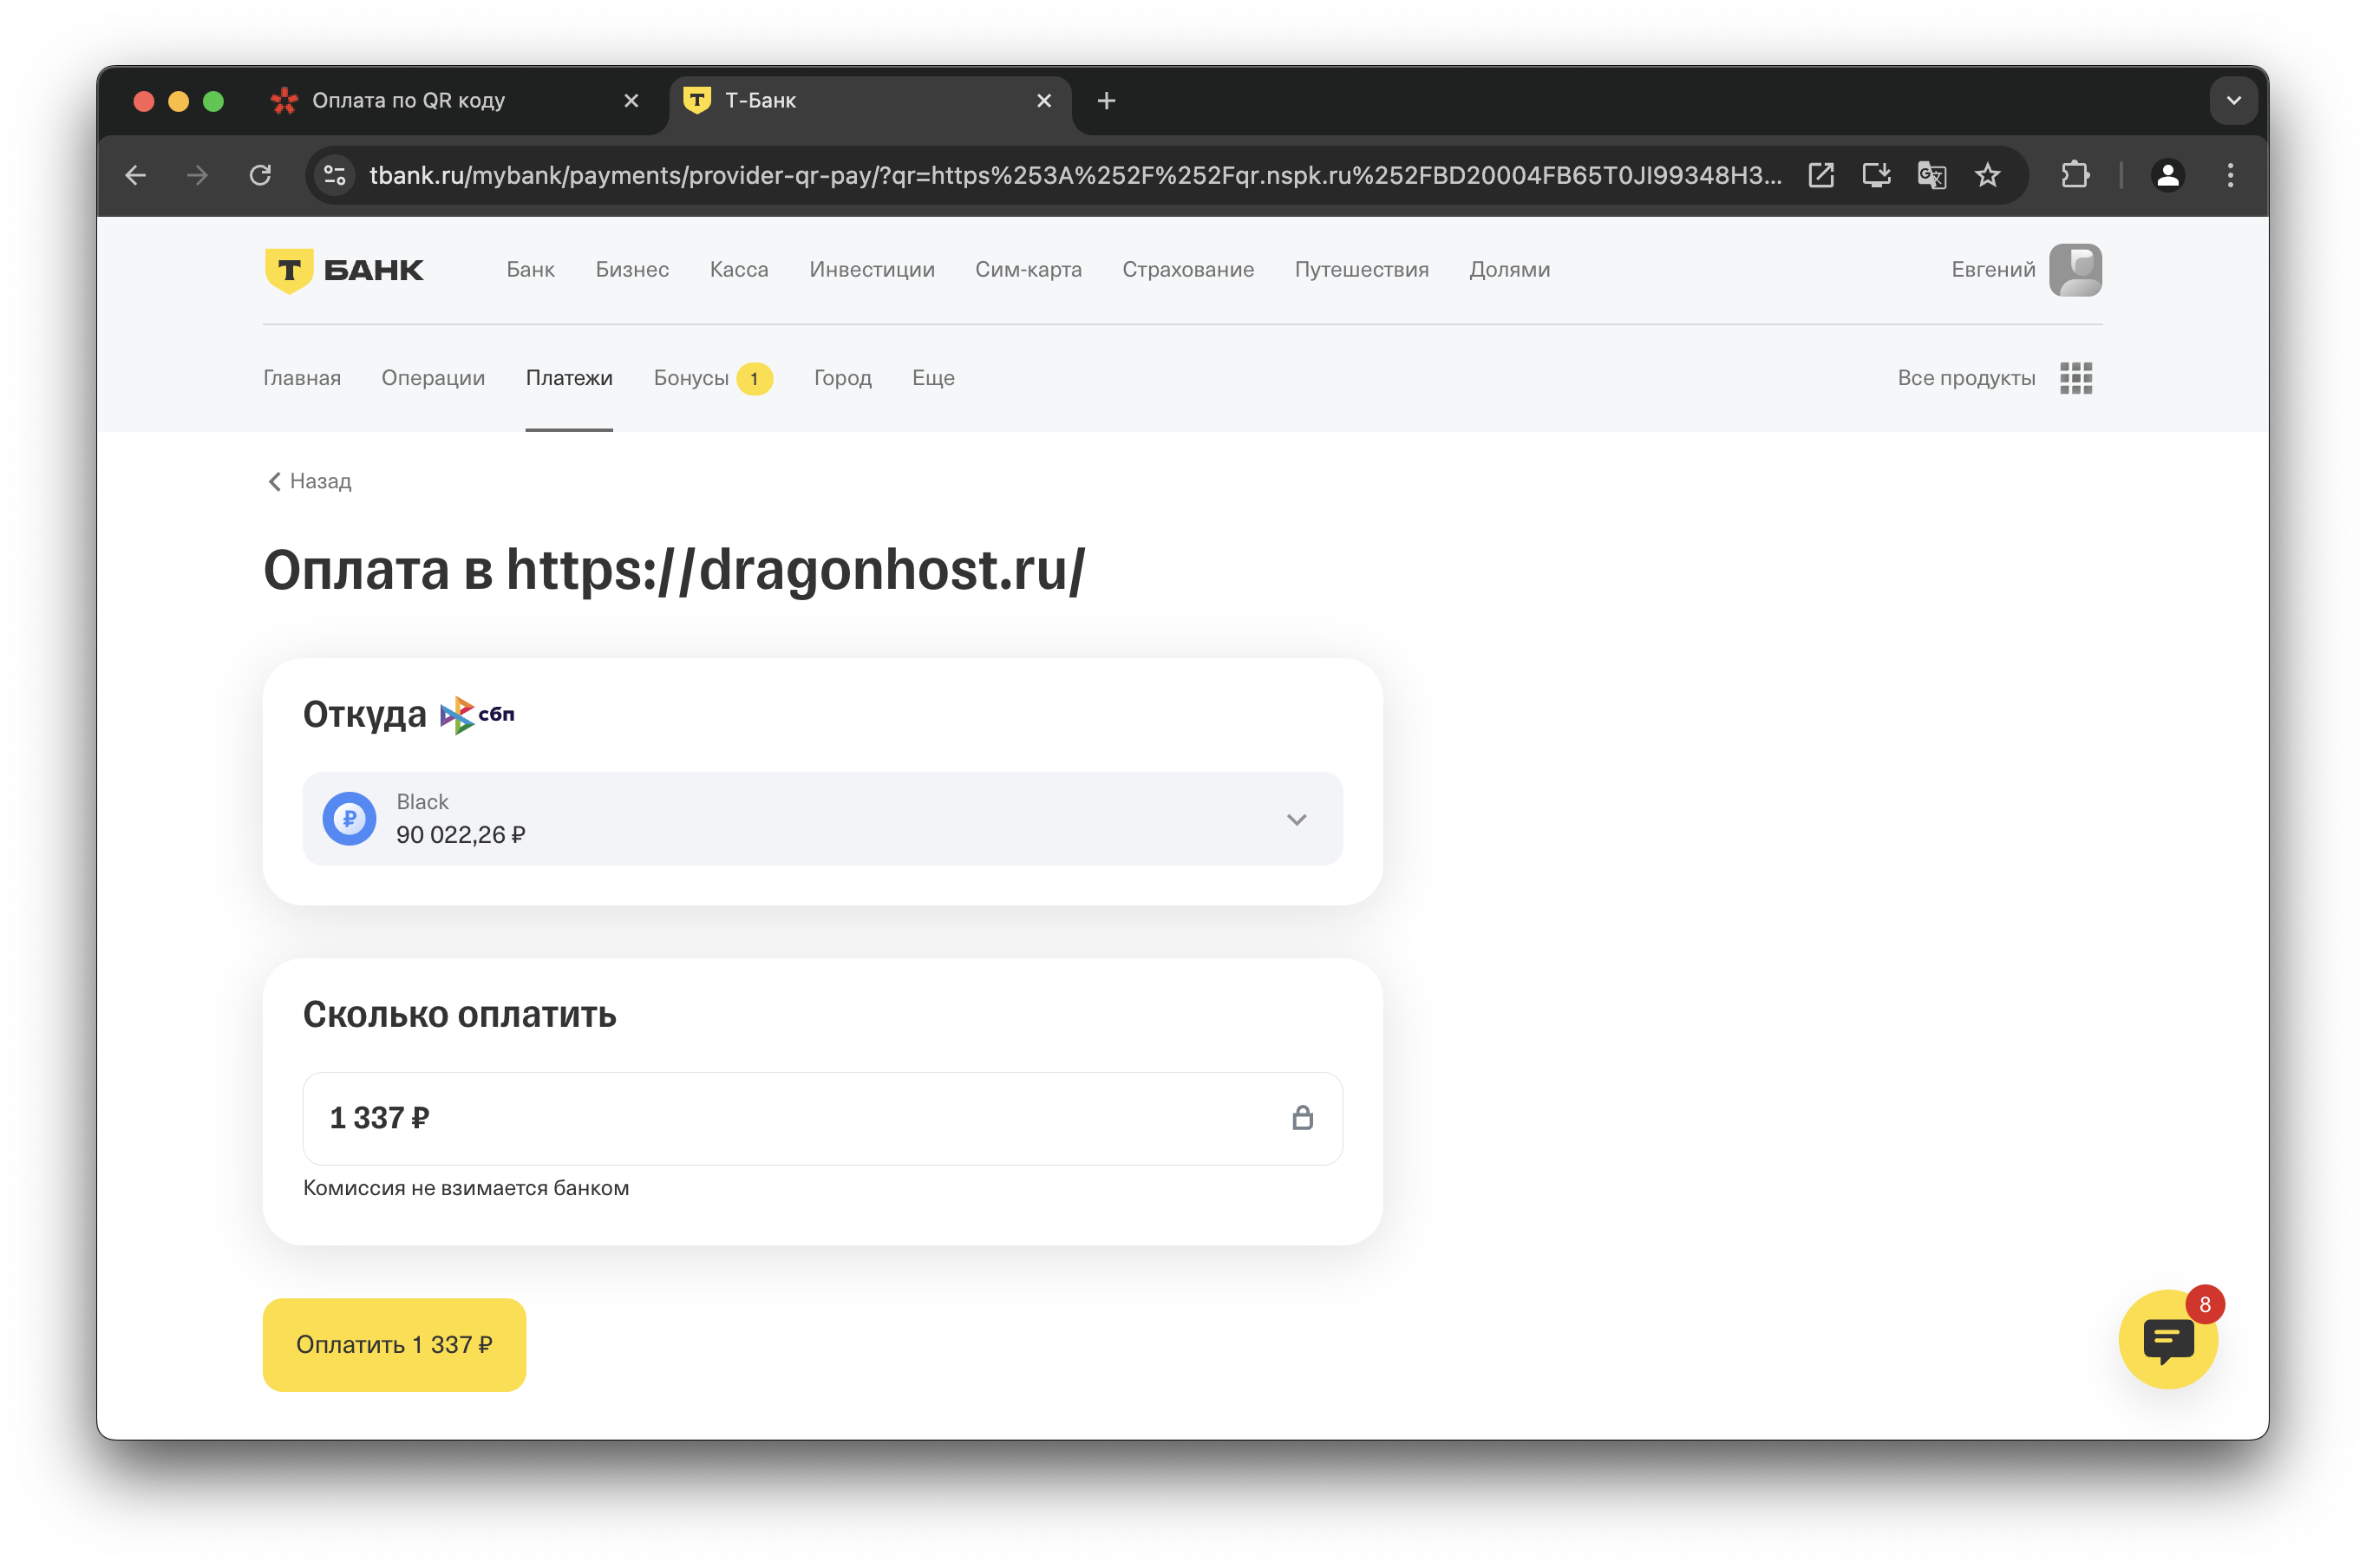 Оплата по QR коду
Т-Банк
tbank.ru/mybank/payments/provider-qr-pay/?qr=https%253A%252F%252Fqr.nspk.ru%252FBD20004FB65T0JI99348H3...
Т БАНК
Банк Бизнес Касса Инвестиции Сим-карта Страхование Путешествия Долями
Евгений
Главная Операции Платежи Бонусы 1 Город Еще
Все продукты
Назад
Оплата в https://dragonhost.ru/
Откуда сбп
Black
90 022,26 ₽
Сколько оплатить
1 337 ₽
Комиссия не взимается банком
Оплатить 1 337 ₽
8